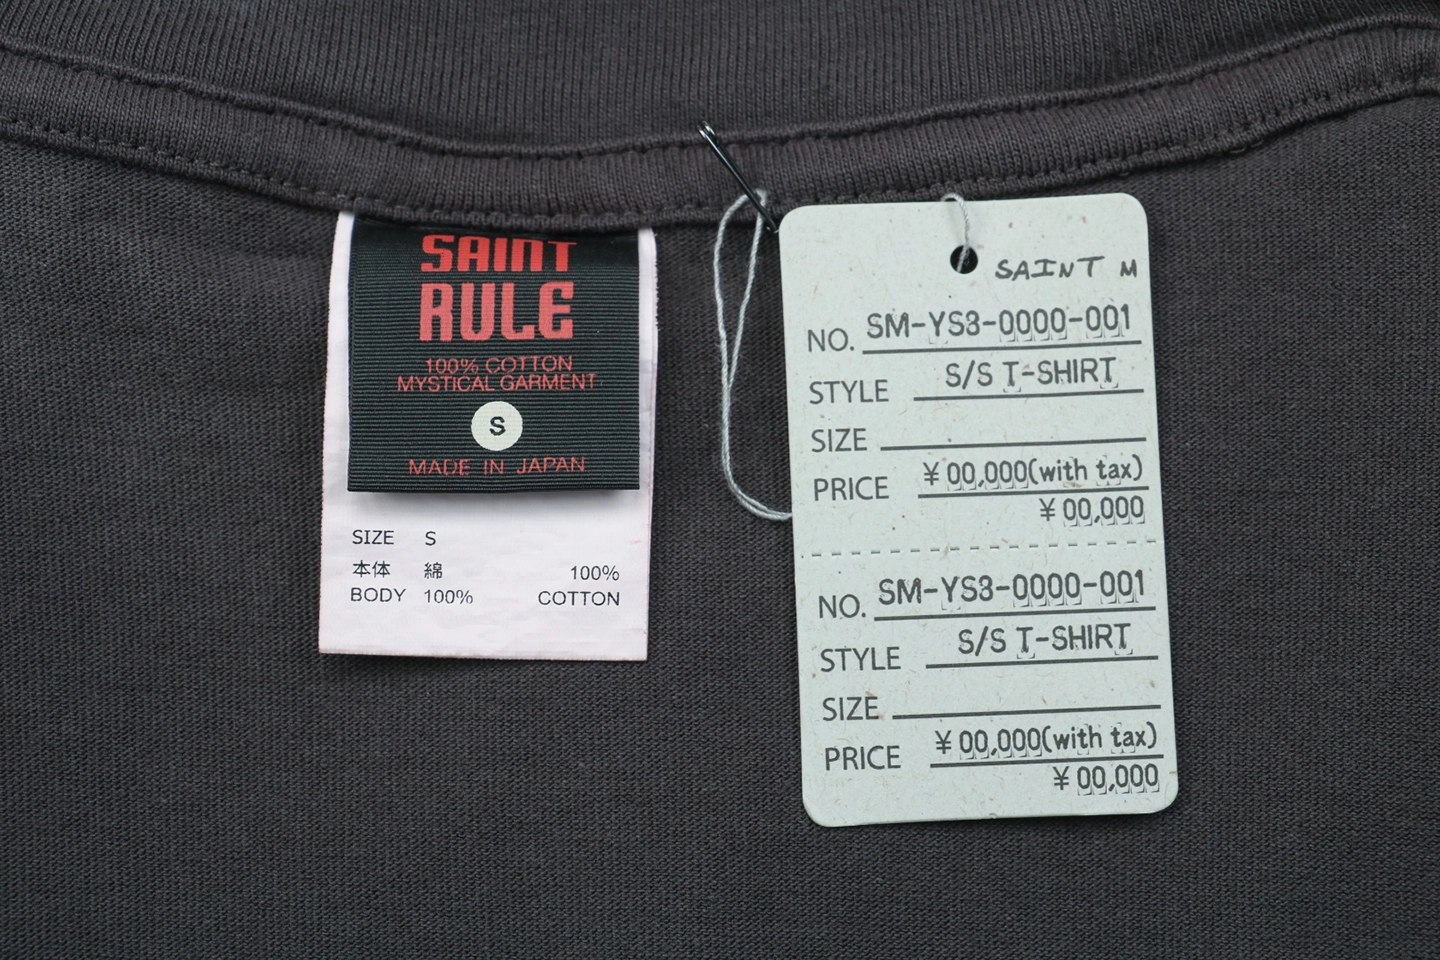 SAINT
RULE
100% COTTON
MYSTICAL GARMENT
S
MADE IN JAPAN
SIZE S
本体 綿 100%
BODY 100% COTTON
SAINT M
NO. SM-YS3-0000-001
STYLE S/S T-SHIRT
SIZE
PRICE ¥00,000(with tax)
¥00,000
NO. SM-YS3-0000-001
STYLE S/S T-SHIRT
SIZE
PRICE ¥00,000(with tax)
¥00,000